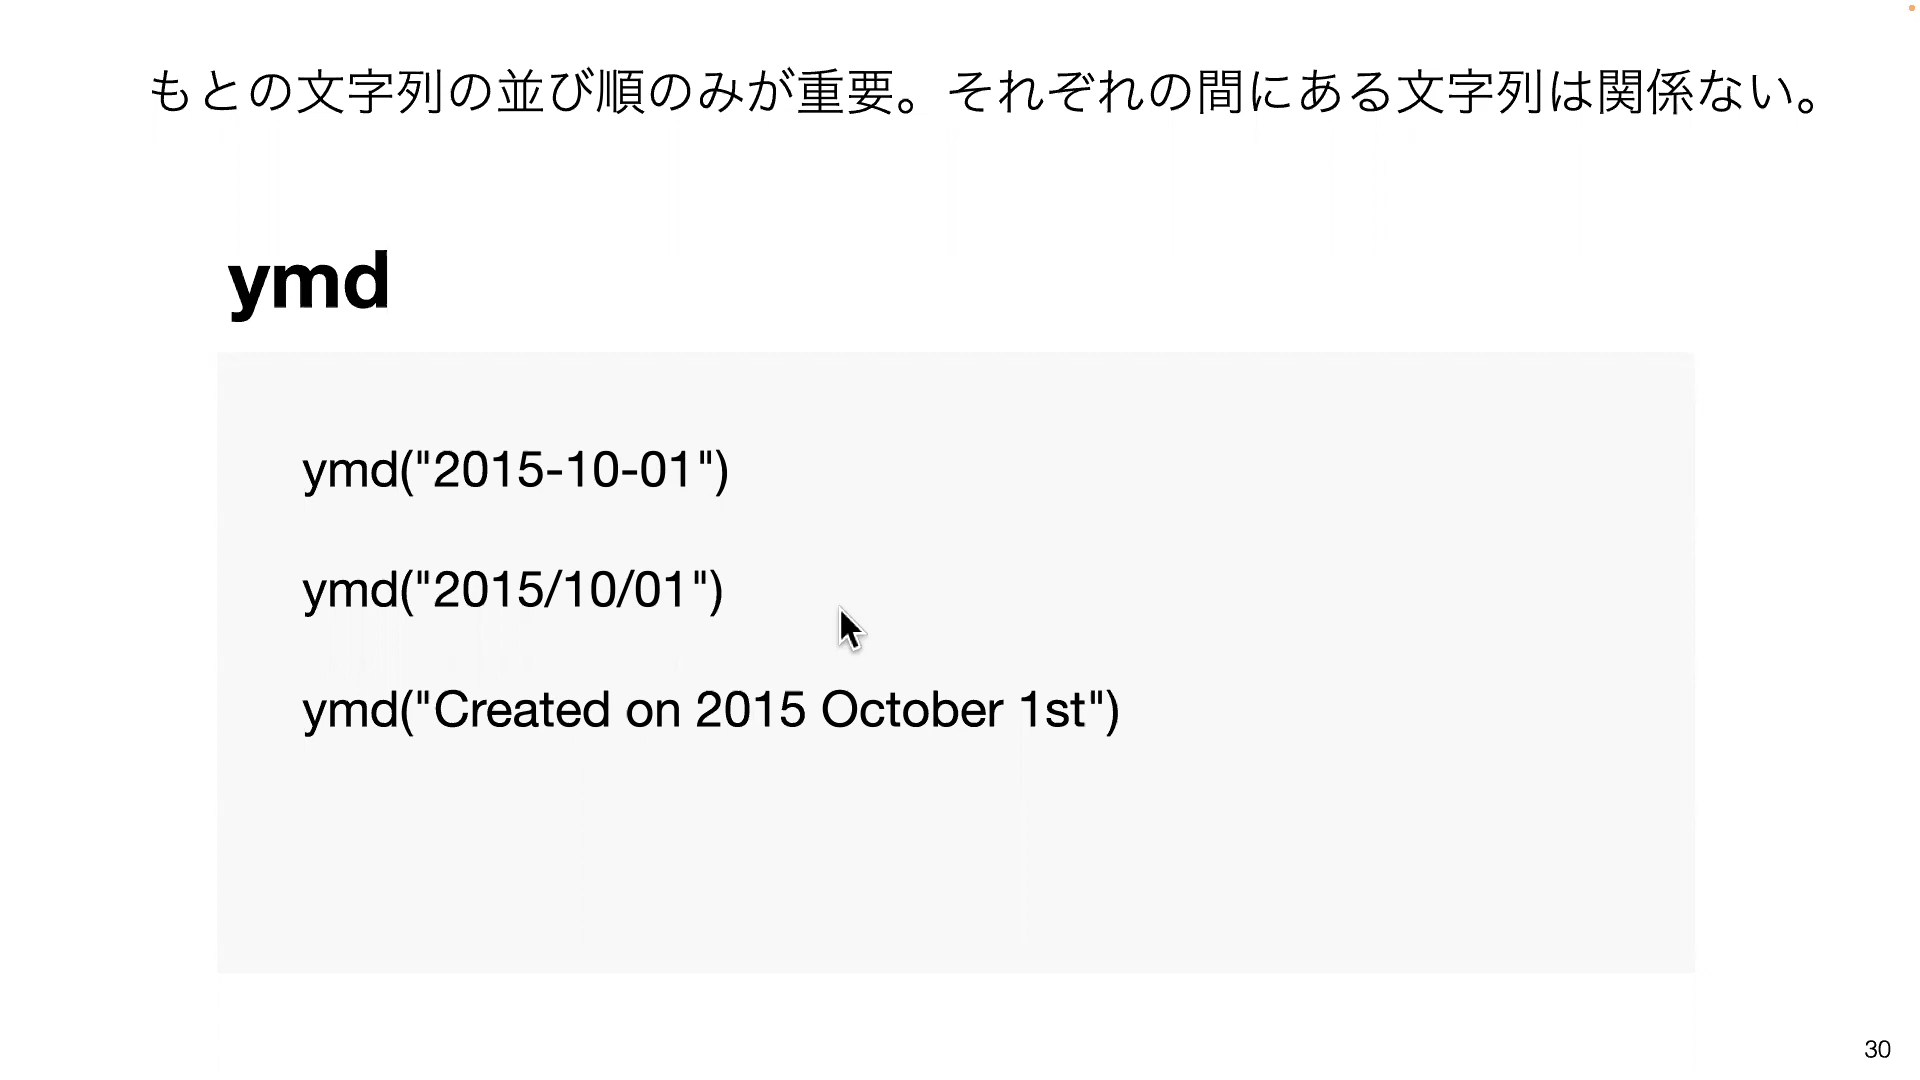 もとの文字列の並び順のみが重要。それぞれの間にある文字列は関係ない。
ymd
ymd("2015-10-01")
ymd("2015/10/01")
ymd("Created on 2015 October 1st")
30